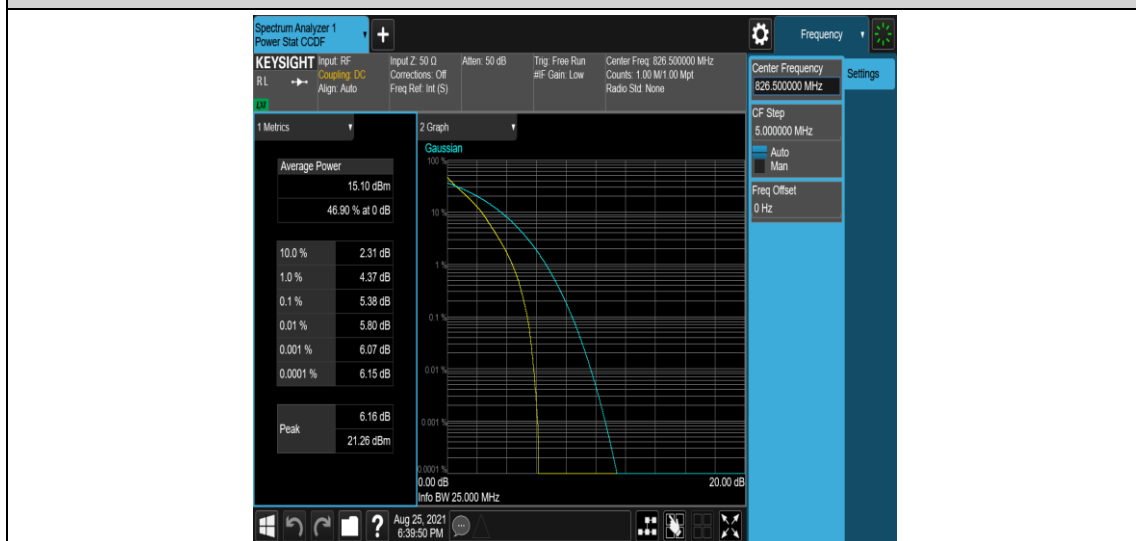 Spectrum Analyzer 1
Power Stat CCDF
+
Frequency
KEYSIGHT
Input: RF
Coupling: DC
Align: Auto
Input Z: 50 Ω
Corrections: Off
Freq Ref: Int (S)
Atten: 50 dB
Trig: Free Run
#IF Gain: Low
Center Freq: 826.500000 MHz
Counts: 1.00 M/1.00 Mpt
Radio Std: None
RL
LXI
Center Frequency
826.500000 MHz
Settings
CF Step
5.000000 MHz
Auto
Man
Freq Offset
0 Hz
1 Metrics
Average Power
15.10 dBm
46.90 % at 0 dB
10.0 % 2.31 dB
1.0 % 4.37 dB
0.1 % 5.38 dB
0.01 % 5.80 dB
0.001 % 6.07 dB
0.0001 % 6.15 dB
Peak
6.16 dB
21.26 dBm
2 Graph
Gaussian
100 %
10 %
1 %
0.1 %
0.01 %
0.001 %
0.0001 %
0.00 dB 20.00 dB
Info BW 25.000 MHz
?
Aug 25, 2021
6:39:50 PM